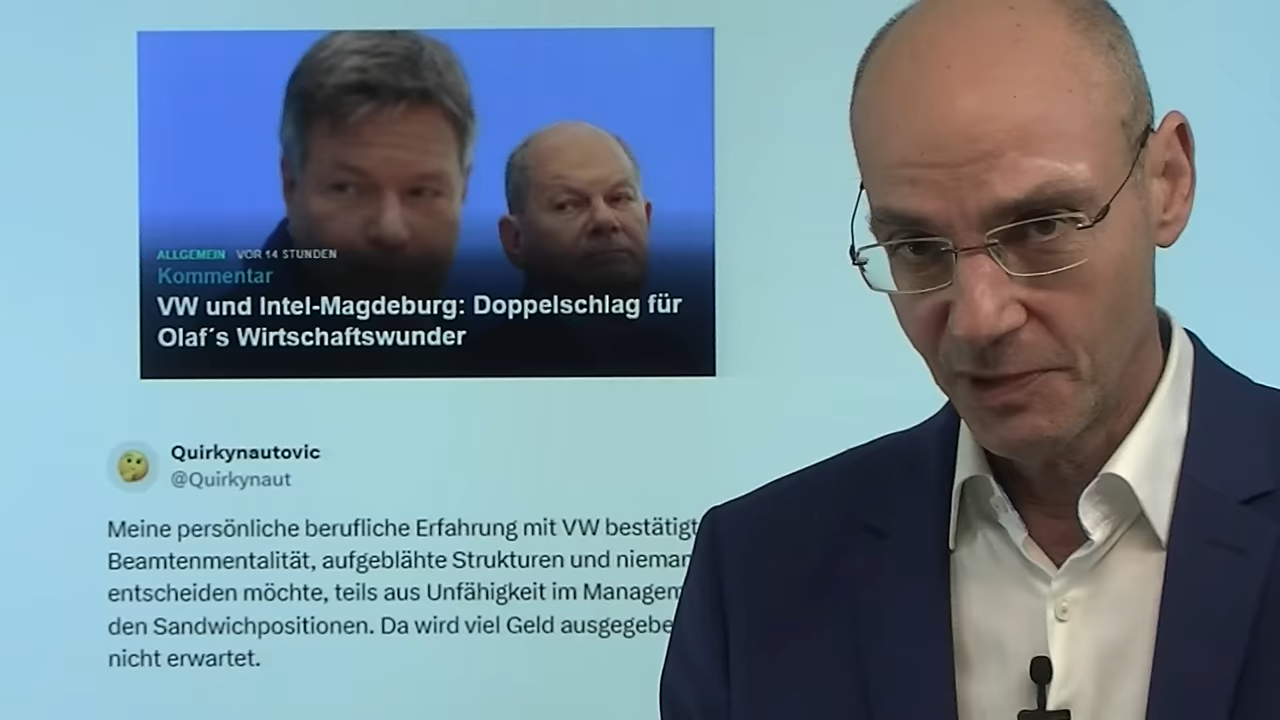 ALLGEMEIN VOR 14 STUNDEN
Kommentar
VW und Intel-Magdeburg: Doppelschlag für
Olaf´s Wirtschaftswunder
Quirkynautovic
@Quirkynaut
Meine persönliche berufliche Erfahrung mit VW bestätigt
Beamtenmentalität, aufgeblähte Strukturen und nieman
entscheiden möchte, teils aus Unfähigkeit im Managem
den Sandwichpositionen. Da wird viel Geld ausgegebe
nicht erwartet.